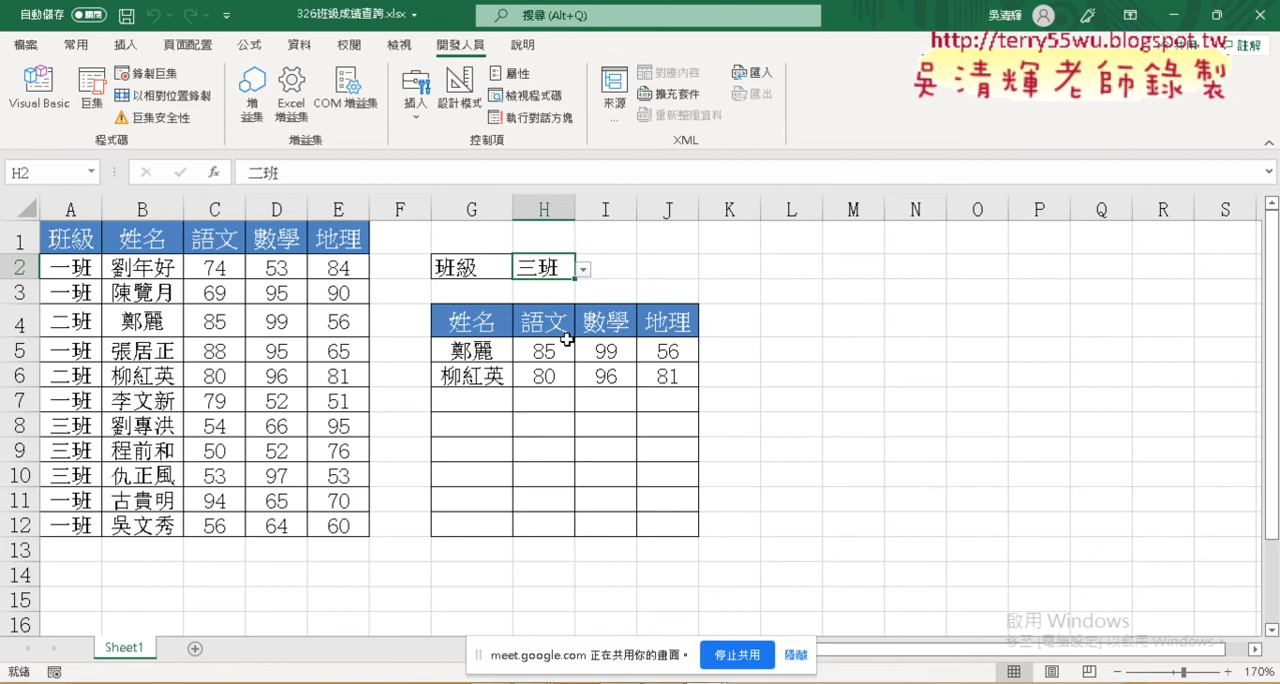 自動儲存 326班級成績查詢.xlsx 搜尋 (Alt+Q) 吳清輝
http://terry55wu.blogspot.tw
吳清輝老師錄製
檔案 常用 插入 頁面配置 公式 資料 校閱 檢視 開發人員 說明 註解
Visual Basic 巨集 錄製巨集 以相對位置錄製 巨集安全性 程式碼
增益集 Excel 增益集 COM 增益集 增益集
插入 設計模式 屬性 檢視程式碼 執行對話方塊 控制項
來源... 對應內容 擴充套件 重新整理資料 匯入 匯出 XML
H2 fx 二班
A B C D E F G H I J K L M N O P Q R S
1 班級 姓名 語文 數學 地理
2 一班 劉年好 74 53 84 班級 三班
3 一班 陳覽月 69 95 90
4 二班 鄭麗 85 99 56 姓名 語文 數學 地理
5 一班 張居正 88 95 65 鄭麗 85 99 56
6 二班 柳紅英 80 96 81 柳紅英 80 96 81
7 一班 李文新 79 52 51
8 三班 劉專洪 54 66 95
9 三班 程前和 50 52 76
10 三班 仇正風 53 97 53
11 一班 古貴明 94 65 70
12 一班 吳文秀 56 64 60
13
14
15
16
啟用 Windows
移至 [電腦設定] 以啟用 Windows。
Sheet1
meet.google.com 正在共用你的畫面。 停止共用 隱藏
就緒 170%